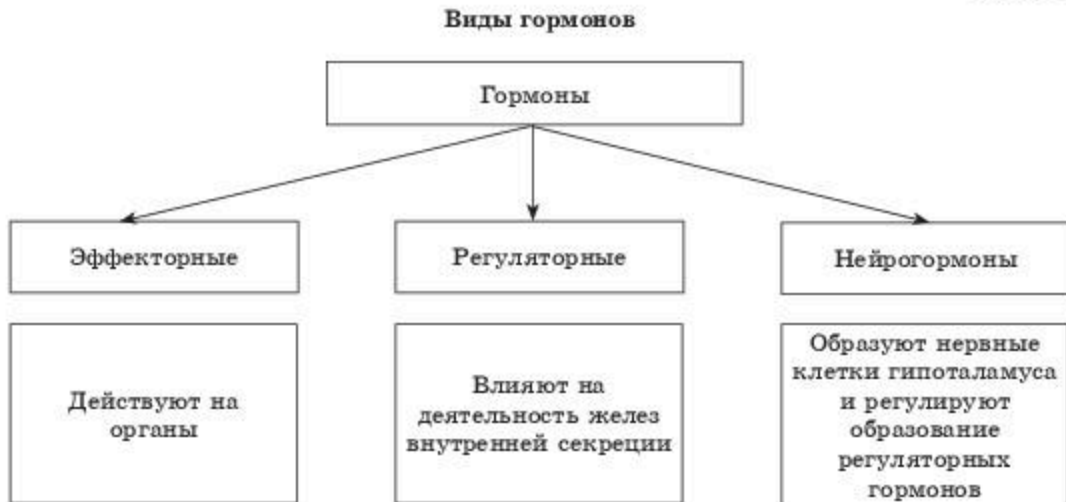 Виды гормонов
Гормоны
Эффекторные
Регуляторные
Нейрогормоны
Действуют на
органы
Влияют на
деятельность желез
внутренней секреции
Образуют нервные
клетки гипоталамуса
и регулируют
образование
регуляторных
гормонов